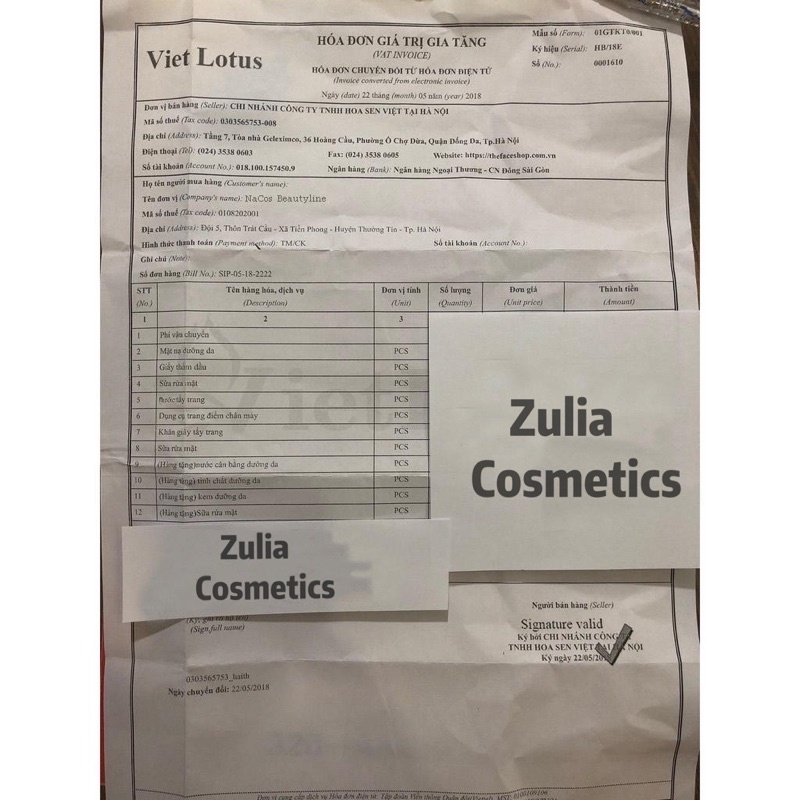 Viet Lotus
HÓA ĐƠN GIÁ TRỊ GIA TĂNG
(VAT INVOICE)
HÓA ĐƠN CHUYỂN ĐỔI TỪ HÓA ĐƠN ĐIỆN TỬ
(Invoice converted from electronic invoice)
Ngày (date) 22 tháng (month) 05 năm (year) 2018
Mẫu số (Form): 01GTKT0/001
Ký hiệu (Serial): HB/18E
Số (No.): 0001610
Đơn vị bán hàng (Seller): CHI NHÁNH CÔNG TY TNHH HOA SEN VIỆT TẠI HÀ NỘI
Mã số thuế (Tax code): 0303565753-008
Địa chỉ (Address): Tầng 7, Tòa nhà Geleximco, 36 Hoàng Cầu, Phường Ô Chợ Dừa, Quận Đống Đa, Tp.Hà Nội
Điện thoại (Tel): (024) 3538 0603 Fax: (024) 3538 0605 Website: https://thefaceshop.com.vn
Số tài khoản (Account No.): 018.100.157450.9 Ngân hàng (Bank): Ngân hàng Ngoại Thương - CN Đông Sài Gòn
Họ tên người mua hàng (Customer's name):
Tên đơn vị (Company's name): NaCos Beautyline
Mã số thuế (Tax code): 0108202001
Địa chỉ (Address): Đội 5, Thôn Trát Cầu - Xã Tiền Phong - Huyện Thường Tín - Tp. Hà Nội
Hình thức thanh toán (Payment method): TM/CK Số tài khoản (Account No.):
Ghi chú (Note):
Số đơn hàng (Bill No.): SIP-05-18-2222
STT Tên hàng hóa, dịch vụ Đơn vị tính Số lượng Đơn giá Thành tiền
(No.) (Description) (Unit) (Quantity) (Unit price) (Amount)
1 2 3
1 Phí vận chuyển
2 Mặt nạ dưỡng da PCS
3 Giấy thấm dầu PCS
4 Sữa rửa mặt PCS
5 Nước tẩy trang PCS
6 Dụng cụ trang điểm chân mày PCS
7 Khăn giấy tẩy trang PCS
8 Sữa rửa mặt PCS
9 (Hàng tặng)nước cân bằng dưỡng da PCS
10 (Hàng tặng) tinh chất dưỡng da PCS
11 (Hàng tặng) kem dưỡng da PCS
12 (Hàng tặng)Sữa rửa mặt PCS
Zulia
Cosmetics
Zulia
Cosmetics
(Sign,full name)
Người bán hàng (Seller)
Signature valid
Ký bởi CHI NHÁNH CÔNG
TNHH HOA SEN VIỆT TẠI HÀ NỘI
Ký ngày 22/05/20
0303565753_haith
Ngày chuyển đổi: 22/05/2018